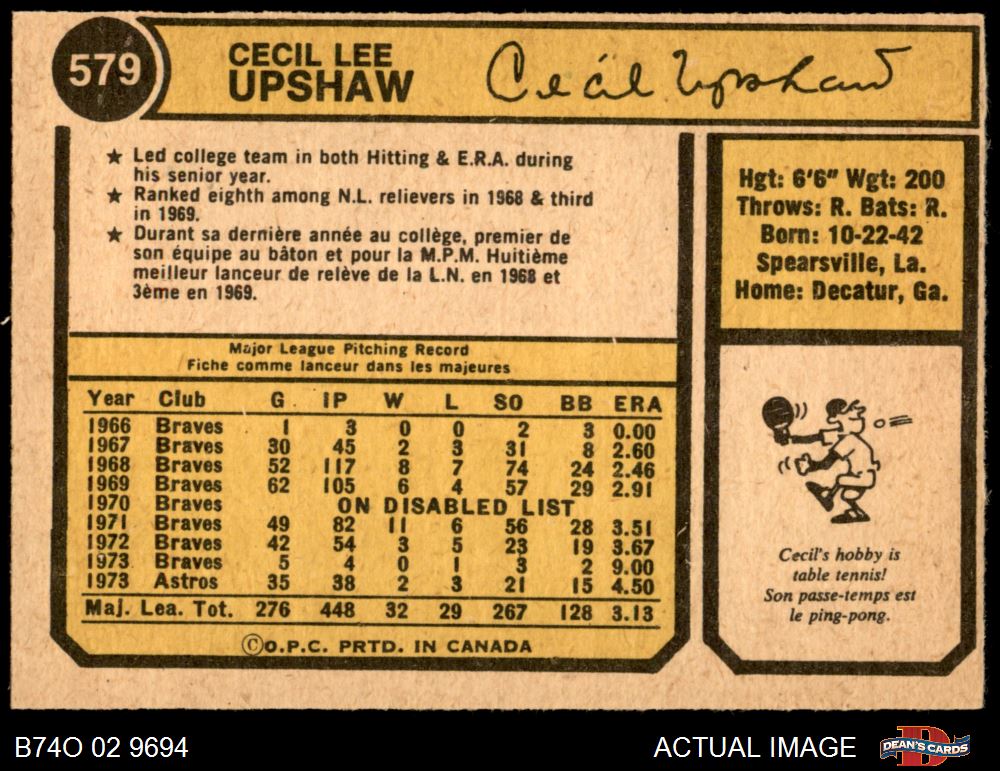 579
CECIL LEE
UPSHAW
Cecil Upshaw
★ Led college team in both Hitting & E.R.A. during
his senior year.
★ Ranked eighth among N.L. relievers in 1968 & third
in 1969.
★ Durant sa dernière année au collège, premier de
son équipe au bâton et pour la M.P.M. Huitième
meilleur lanceur de relève de la L.N. en 1968 et
3ème en 1969.
Hgt: 6'6" Wgt: 200
Throws: R. Bats: R.
Born: 10-22-42
Spearsville, La.
Home: Decatur, Ga.
Major League Pitching Record
Fiche comme lanceur dans les majeures
Year Club G IP W L SO BB ERA
1966 Braves 1 3 0 0 2 3 0.00
1967 Braves 30 45 2 3 31 8 2.60
1968 Braves 52 117 8 7 74 24 2.46
1969 Braves 62 105 6 4 57 29 2.91
1970 Braves ON DISABLED LIST
1971 Braves 49 82 11 6 56 28 3.51
1972 Braves 42 54 3 5 23 19 3.67
1973 Braves 5 4 0 1 3 2 9.00
1973 Astros 35 38 2 3 21 15 4.50
Maj. Lea. Tot. 276 448 32 29 267 128 3.13
©O.P.C. PRTD. IN CANADA
Cecil's hobby is
table tennis!
Son passe-temps est
le ping-pong.
B74O 02 9694
ACTUAL IMAGE
DEAN'S CARDS